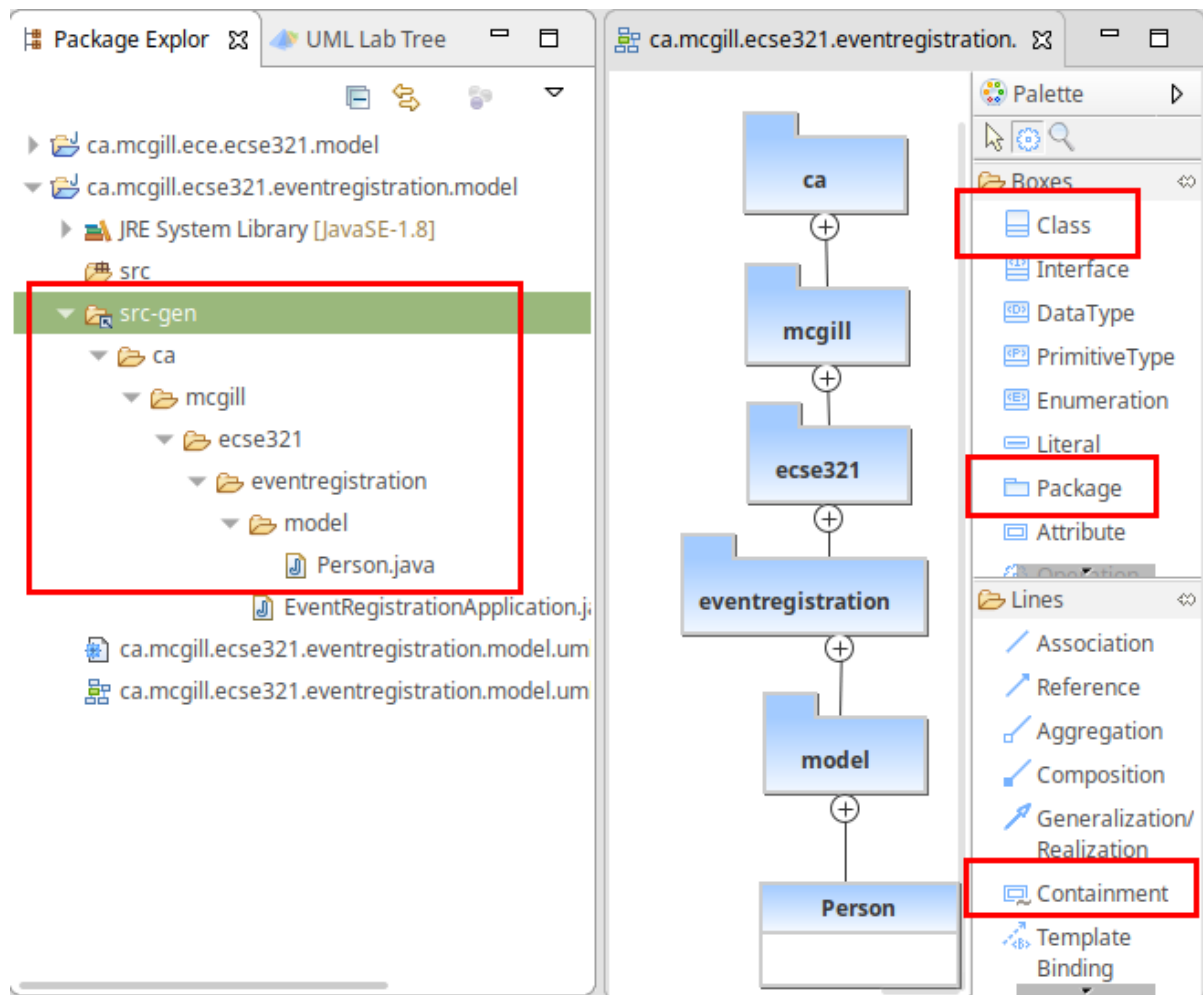 Package Explor
UML Lab Tree
ca.mcgill.ece.ecse321.model
ca.mcgill.ecse321.eventregistration.model
JRE System Library [JavaSE-1.8]
src
src-gen
ca
mcgill
ecse321
eventregistration
model
Person.java
EventRegistrationApplication.j
ca.mcgill.ecse321.eventregistration.model.um
ca.mcgill.ecse321.eventregistration.model.um
ca.mcgill.ecse321.eventregistration.
ca
mcgill
ecse321
eventregistration
model
Person
Palette
Boxes
Class
Interface
DataType
PrimitiveType
Enumeration
Literal
Package
Attribute
Operation
Lines
Association
Reference
Aggregation
Composition
Generalization/
Realization
Containment
Template
Binding